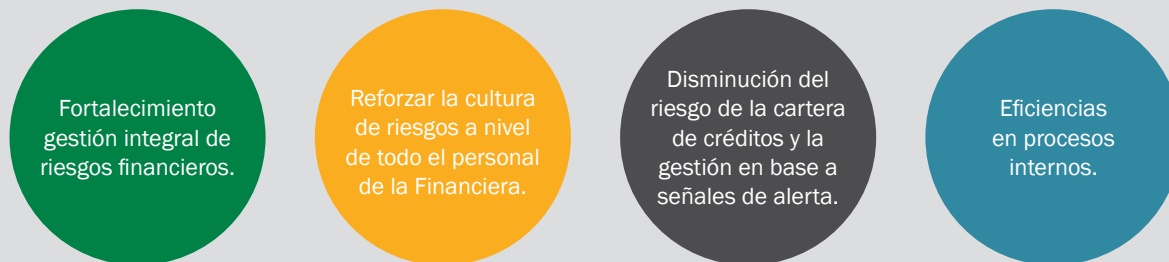 Fortalecimiento
gestión integral de
riesgos financieros.
Reforzar la cultura
de riesgos a nivel
de todo el personal
de la Financiera.
Disminución del
riesgo de la cartera
de créditos y la
gestión en base a
señales de alerta.
Eficiencias
en procesos
internos.